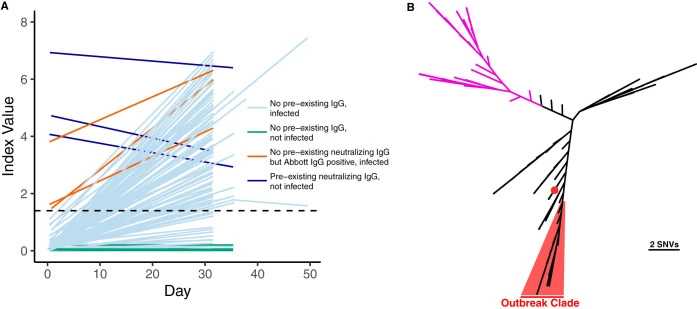 A
Index Value
8
6
4
2
0
0
10
20
30
40
50
Day
No pre-existing IgG,
infected
No pre-existing IgG,
not infected
No pre-existing neutralizing IgG
but Abbott IgG positive, infected
Pre-existing neutralizing IgG,
not infected
B
2 SNVs
Outbreak Clade